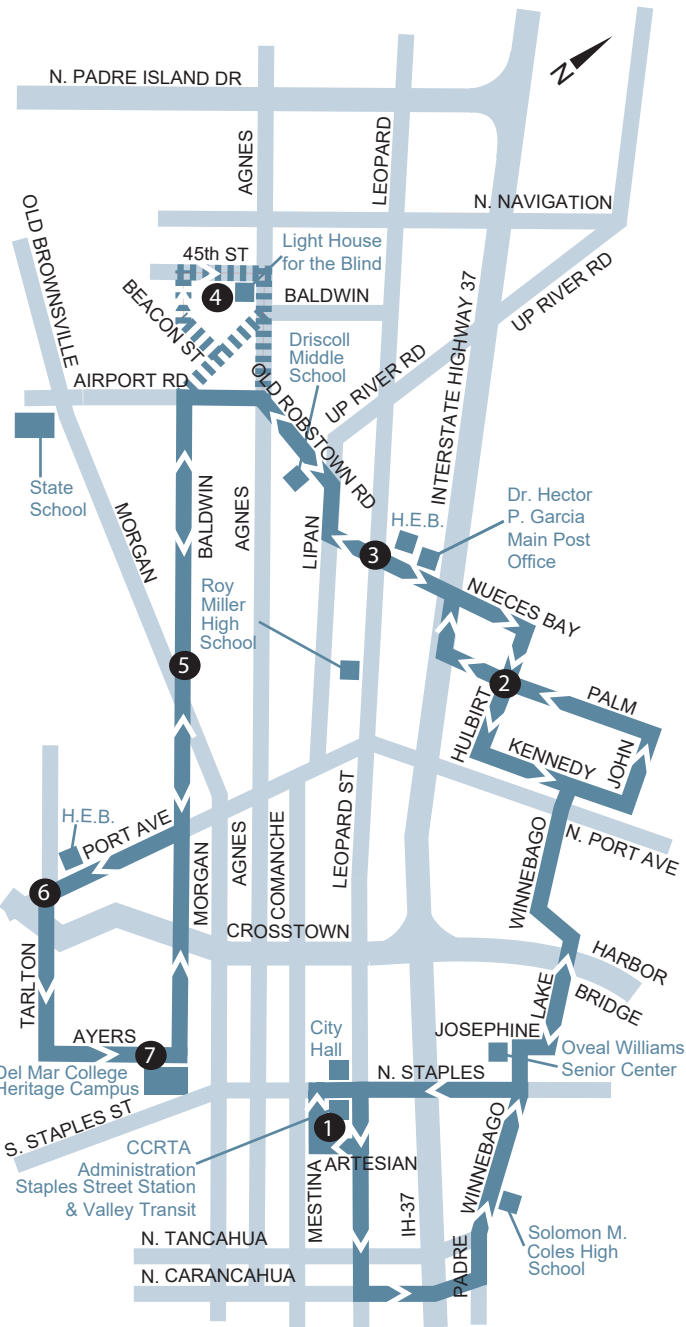 N
N. PADRE ISLAND DR
AGNES
LEOPARD
N. NAVIGATION
OLD BROWNSVILLE
45th ST
Light House
for the Blind
INTERSTATE HIGHWAY 37
UP RIVER RD
4
BEACON ST
BALDWIN
Driscoll
Middle
School
UP RIVER RD
AIRPORT RD
OLD ROBSTOWN RD
State
School
MORGAN
BALDWIN
AGNES
LIPAN
H.E.B.
Dr. Hector
P. Garcia
Main Post
Office
3
NUECES BAY
Roy
Miller
High
School
5
2
PALM
HULBIRT
KENNEDY
JOHN
H.E.B.
PORT AVE
LEOPARD ST
N. PORT AVE
MORGAN
AGNES
COMANCHE
WINNEBAGO
6
CROSSTOWN
HARBOR
BRIDGE
TARLTON
LAKE
AYERS
7
City
Hall
JOSEPHINE
Oveal Williams
Senior Center
Del Mar College
Heritage Campus
N. STAPLES
S. STAPLES ST
1
CCRTA
Administration
Staples Street Station
& Valley Transit
ARTESIAN
MESTINA
IH-37
WINNEBAGO
PADRE
Solomon M.
Coles High
School
N. TANCAHUA
N. CARANCAHUA